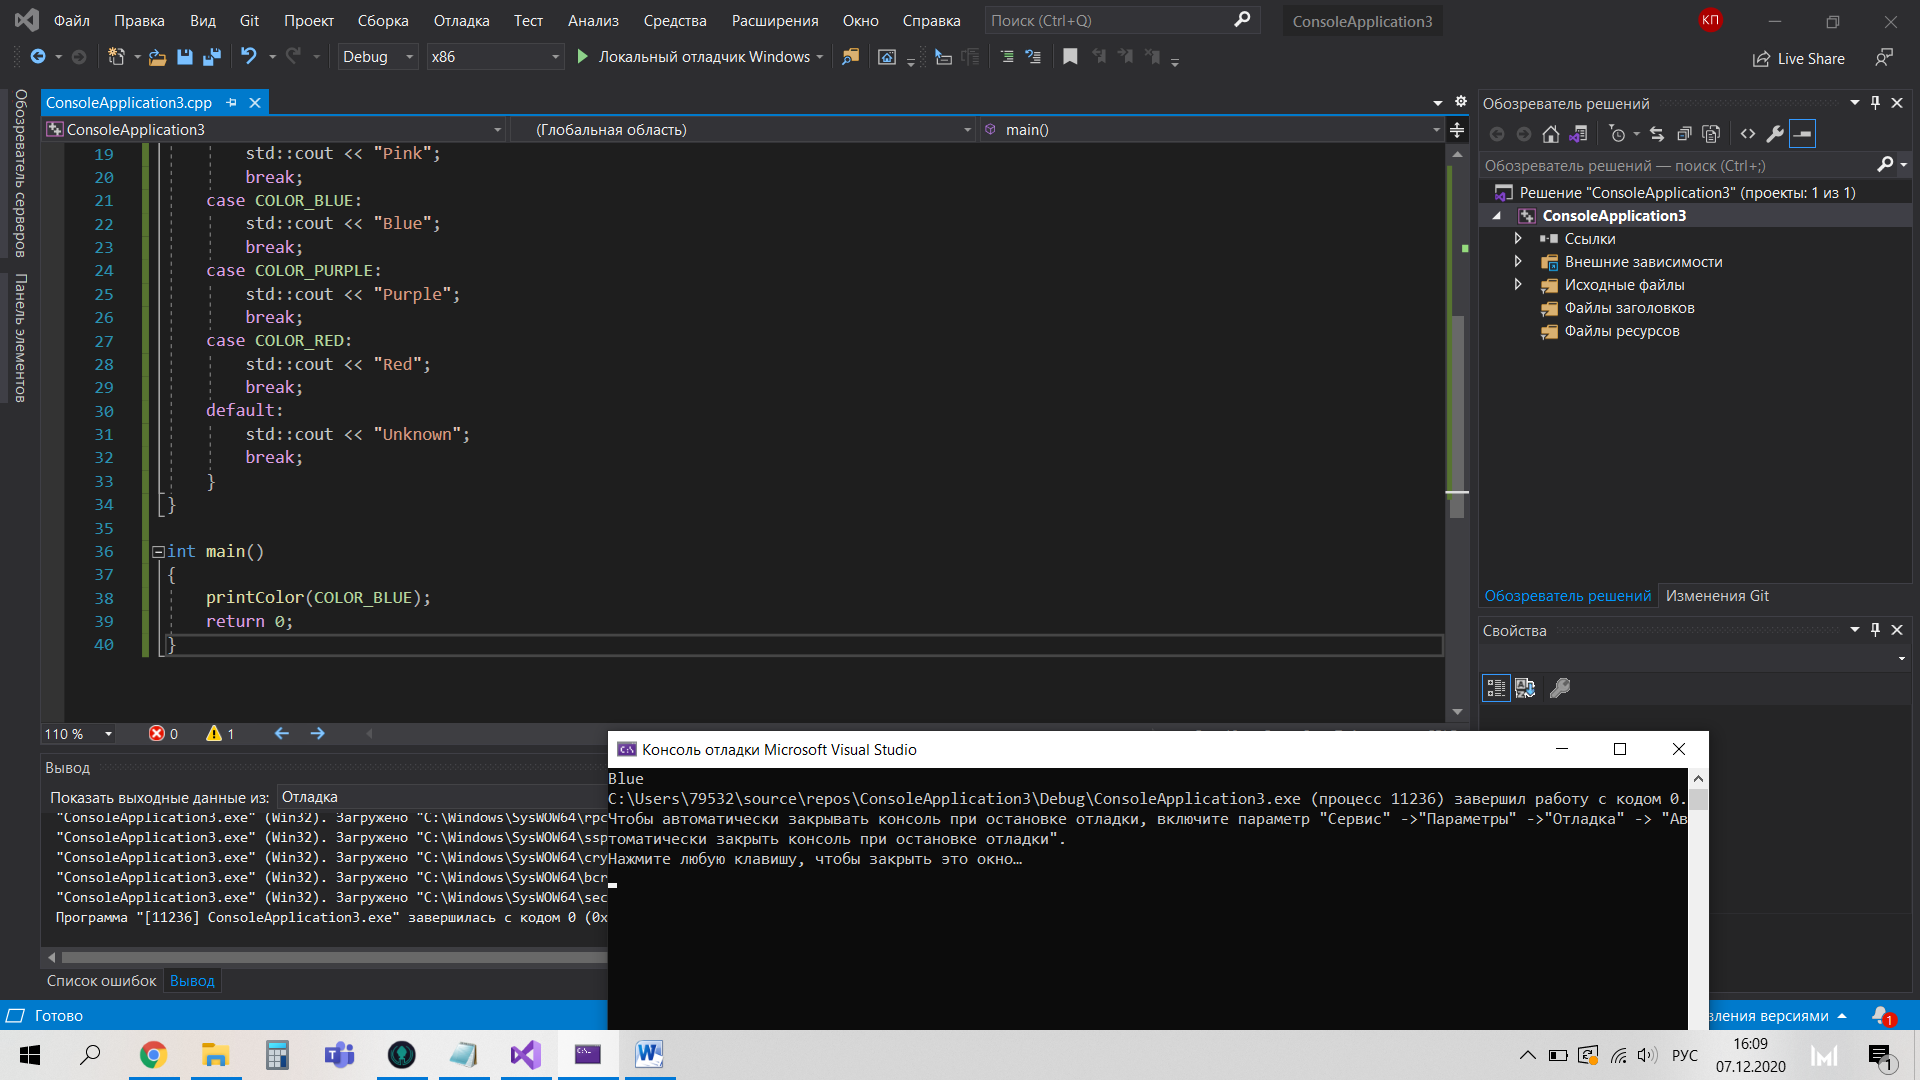 Файл Правка Вид Git Проект Сборка Отладка Тест Анализ Средства Расширения Окно Справка Поиск (Ctrl+Q) ConsoleApplication3 КП
Debug x86 Локальный отладчик Windows Live Share
Обозреватель серверов
Панель элементов
ConsoleApplication3.cpp
ConsoleApplication3 (Глобальная область) main()
19 std::cout << "Pink";
20 break;
21 case COLOR_BLUE:
22 std::cout << "Blue";
23 break;
24 case COLOR_PURPLE:
25 std::cout << "Purple";
26 break;
27 case COLOR_RED:
28 std::cout << "Red";
29 break;
30 default:
31 std::cout << "Unknown";
32 break;
33 }
34 }
35
36 int main()
37 {
38 printColor(COLOR_BLUE);
39 return 0;
40 }
110 % 0 1
Вывод
Показать выходные данные из: Отладка
"ConsoleApplication3.exe" (Win32). Загружено "C:\Windows\SysWOW64\rpc
"ConsoleApplication3.exe" (Win32). Загружено "C:\Windows\SysWOW64\ssp
"ConsoleApplication3.exe" (Win32). Загружено "C:\Windows\SysWOW64\cry
"ConsoleApplication3.exe" (Win32). Загружено "C:\Windows\SysWOW64\bcr
"ConsoleApplication3.exe" (Win32). Загружено "C:\Windows\SysWOW64\sec
Программа "[11236] ConsoleApplication3.exe" завершилась с кодом 0 (0x
Список ошибок Вывод
Готово
Консоль отладки Microsoft Visual Studio
Blue
C:\Users\79532\source\repos\ConsoleApplication3\Debug\ConsoleApplication3.exe (процесс 11236) завершил работу с кодом 0.
Чтобы автоматически закрывать консоль при остановке отладки, включите параметр "Сервис" ->"Параметры" ->"Отладка" -> "Ав
томатически закрыть консоль при остановке отладки".
Нажмите любую клавишу, чтобы закрыть это окно…
Обозреватель решений
Обозреватель решений — поиск (Ctrl+;)
Решение "ConsoleApplication3" (проекты: 1 из 1)
ConsoleApplication3
Ссылки
Внешние зависимости
Исходные файлы
Файлы заголовков
Файлы ресурсов
Обозреватель решений Изменения Git
Свойства
вления версиями 1
РУС 16:09
07.12.2020
1